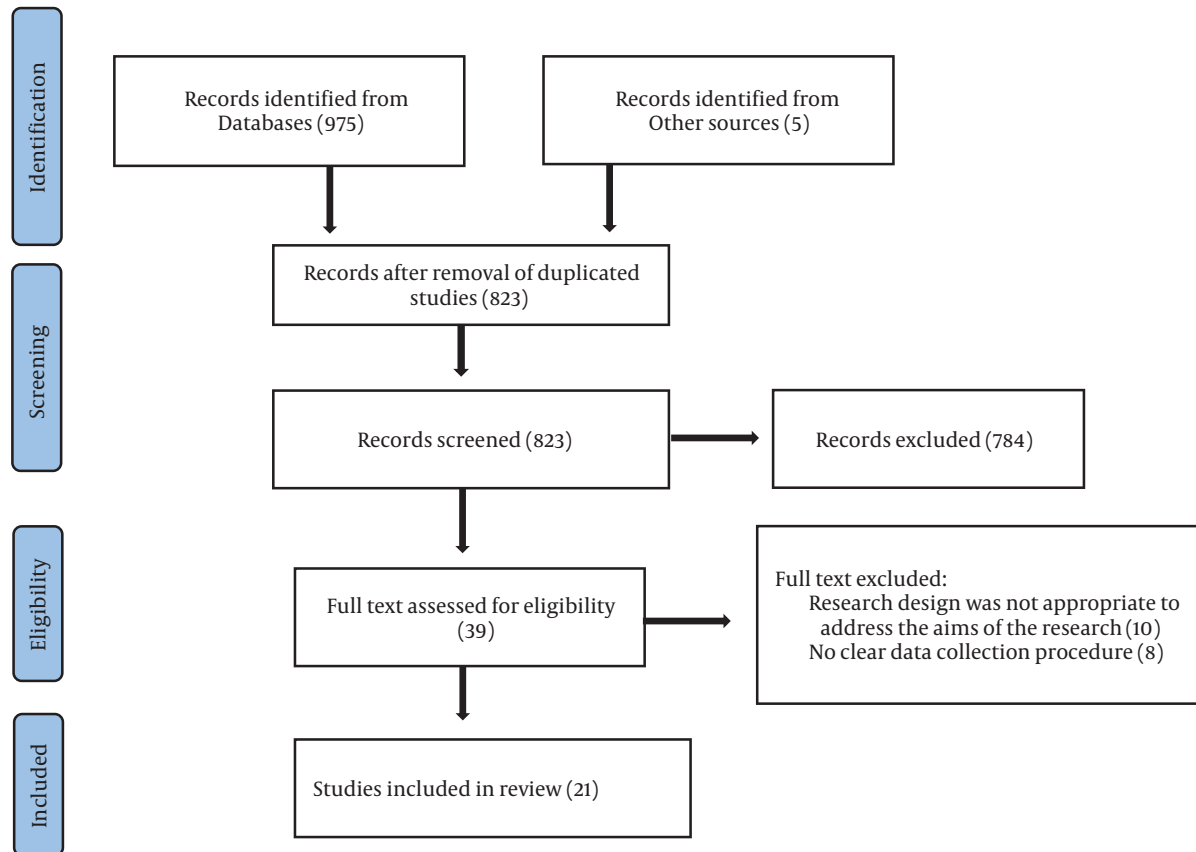 Identification
Records identified from
Databases (975)
Records identified from
Other sources (5)
Screening
Records after removal of duplicated
studies (823)
Records screened (823)
Records excluded (784)
Eligibility
Full text assessed for eligibility
(39)
Full text excluded:
Research design was not appropriate to
address the aims of the research (10)
No clear data collection procedure (8)
Included
Studies included in review (21)